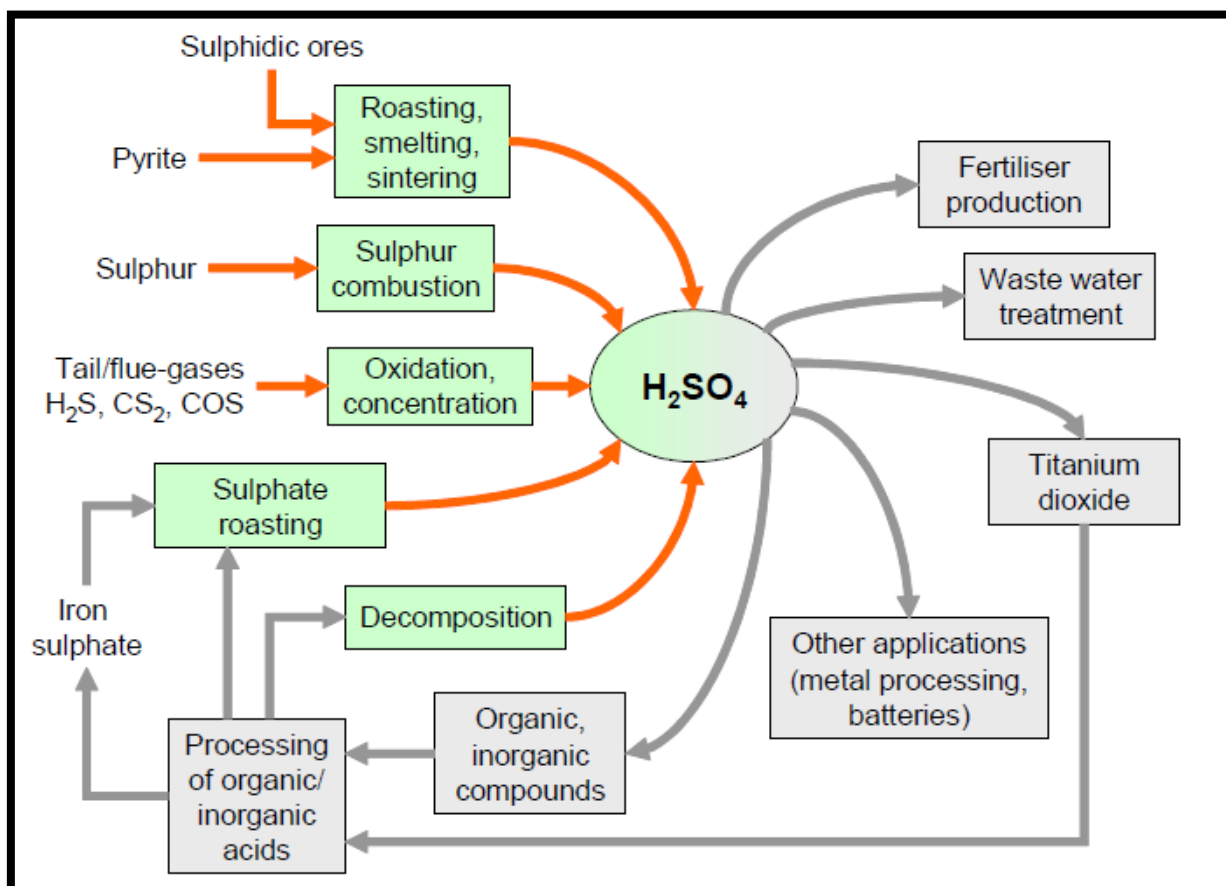 Sulphidic ores
Roasting,
smelting,
sintering
Pyrite
Fertiliser
production
Sulphur
Sulphur
combustion
Waste water
treatment
Tail/flue-gases
H₂S, CS₂, COS
Oxidation,
concentration
H₂SO₄
Titanium
dioxide
Sulphate
roasting
Iron
sulphate
Decomposition
Other applications
(metal processing,
batteries)
Organic,
inorganic
compounds
Processing
of organic/
inorganic
acids